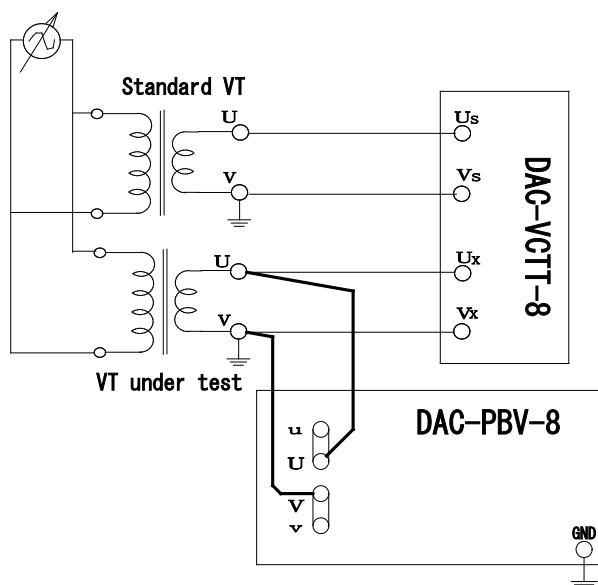 Standard VT
U
Us
V
Vs
DAC-VCTT-8
U
Ux
V
Vx
VT under test
DAC-PBV-8
u
U
V
v
GND